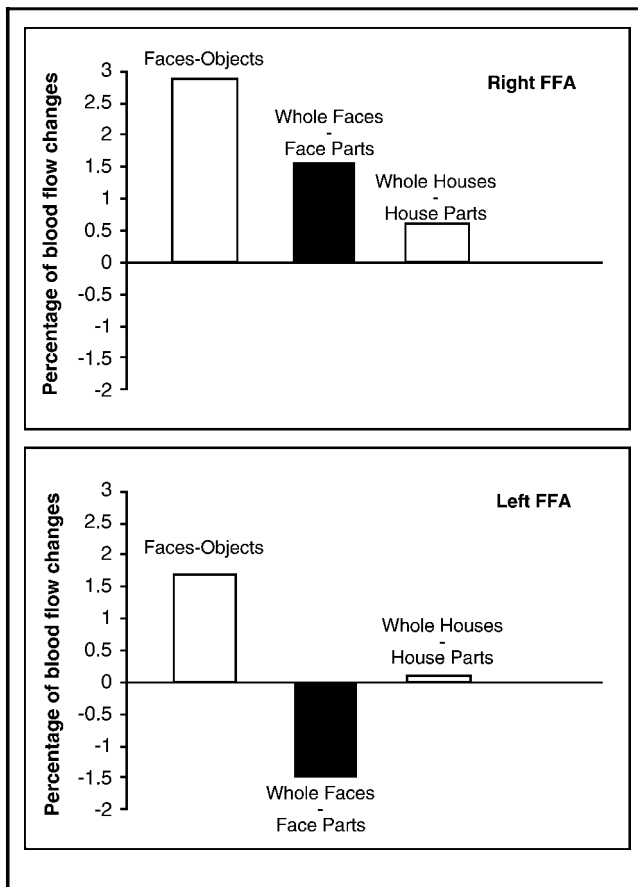 Percentage of blood flow changes
Right FFA
3
2.5
2
1.5
1
0.5
0
-0.5
-1
-1.5
-2
Faces-Objects
Whole Faces
-
Face Parts
Whole Houses
-
House Parts
Percentage of blood flow changes
Left FFA
3
2.5
2
1.5
1
0.5
0
-0.5
-1
-1.5
-2
Faces-Objects
Whole Houses
-
House Parts
Whole Faces
-
Face Parts